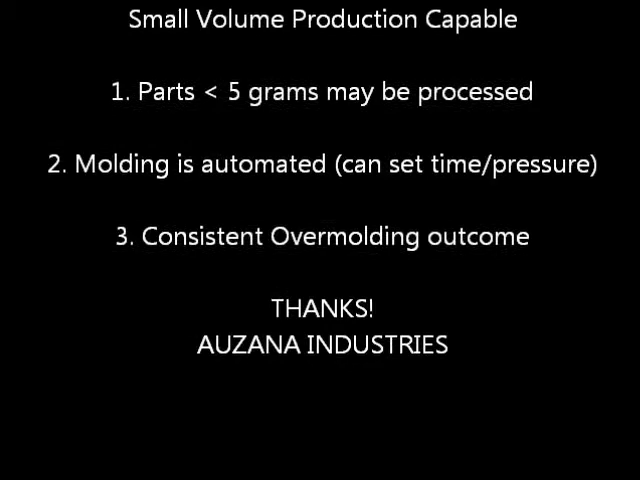 Small Volume Production Capable
1. Parts < 5 grams may be processed
2. Molding is automated (can set time/pressure)
3. Consistent Overmolding outcome
THANKS!
AUZANA INDUSTRIES